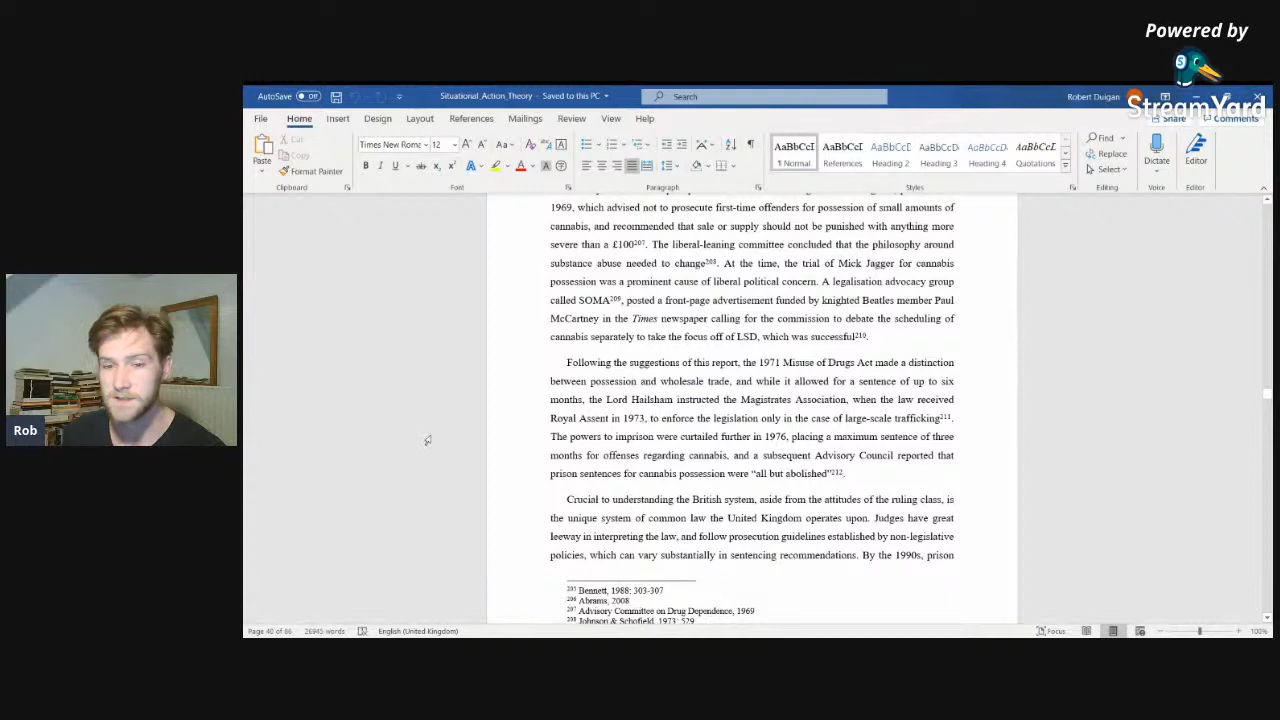 Powered by
StreamYard
AutoSave Off
Situational_Action_Theory - Saved to this PC
Search
Robert Duigan
File Home Insert Design Layout References Mailings Review View Help
Share Comments
Paste
Cut
Copy
Format Painter
Times New Roma 12
AaBbCcI AaBbCcI AaBbCcI AaBbCcD AaBbCcD AaBbCcI
¶ Normal References Heading 2 Heading 3 Heading 4 Quotations
Find
Replace
Select
Dictate
Editor
Clipboard Font Paragraph Styles Editing Voice Editor
1969, which advised not to prosecute first-time offenders for possession of small amounts of
cannabis, and recommended that sale or supply should not be punished with anything more
severe than a £100207. The liberal-leaning committee concluded that the philosophy around
substance abuse needed to change208. At the time, the trial of Mick Jagger for cannabis
possession was a prominent cause of liberal political concern. A legalisation advocacy group
called SOMA209, posted a front-page advertisement funded by knighted Beatles member Paul
McCartney in the Times newspaper calling for the commission to debate the scheduling of
cannabis separately to take the focus off of LSD, which was successful210.
Following the suggestions of this report, the 1971 Misuse of Drugs Act made a distinction
between possession and wholesale trade, and while it allowed for a sentence of up to six
months, the Lord Hailsham instructed the Magistrates Association, when the law received
Royal Assent in 1973, to enforce the legislation only in the case of large-scale trafficking211.
The powers to imprison were curtailed further in 1976, placing a maximum sentence of three
months for offenses regarding cannabis, and a subsequent Advisory Council reported that
prison sentences for cannabis possession were “all but abolished”212.
Crucial to understanding the British system, aside from the attitudes of the ruling class, is
the unique system of common law the United Kingdom operates upon. Judges have great
leeway in interpreting the law, and follow prosecution guidelines established by non-legislative
policies, which can vary substantially in sentencing recommendations. By the 1990s, prison
205 Bennett, 1988: 303-307
206 Abrams, 2008
207 Advisory Committee on Drug Dependence, 1969
208 Johnson & Schofield, 1973: 529
Page 40 of 86 26945 words English (United Kingdom)
Focus
100%
Rob